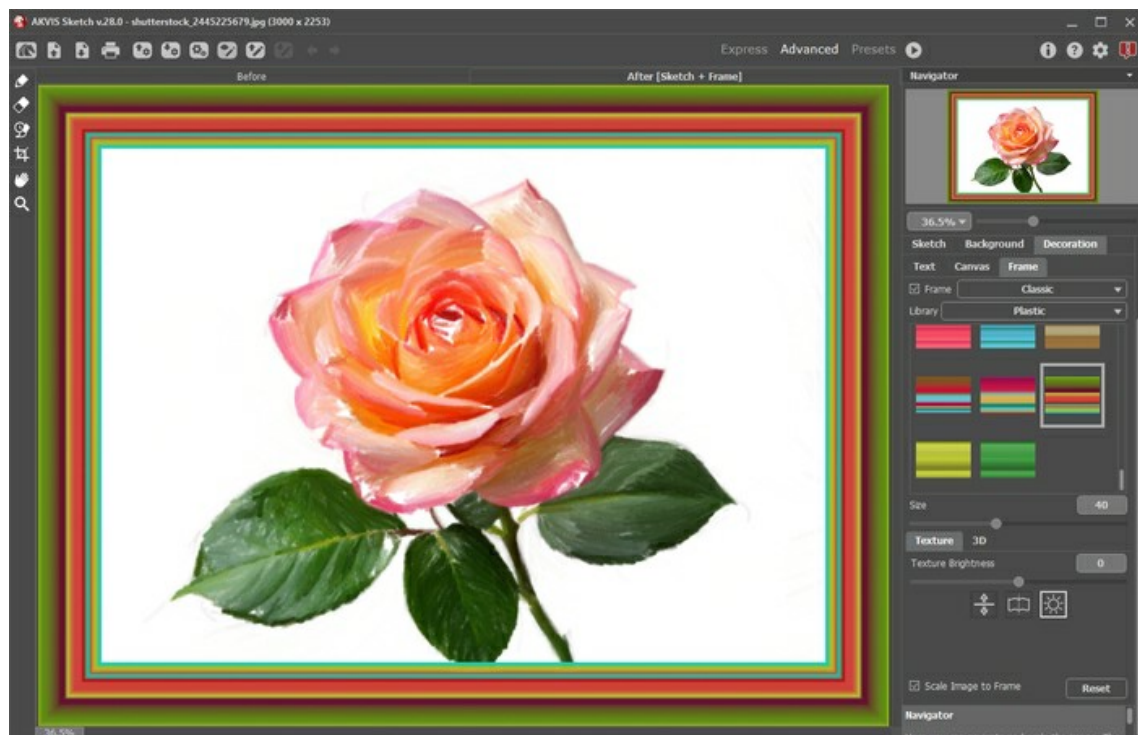 AKVIS Sketch v.28.0 - shutterstock_2445225679.jpg (3000 x 2253)
Express Advanced Presets
Before
After [Sketch + Frame]
Navigator
36.5%
Sketch Background Decoration
Text Canvas Frame
Frame Classic
Library Plastic
Size 40
Texture 3D
Texture Brightness 0
Scale Image to Frame Reset
Navigator
36.5%